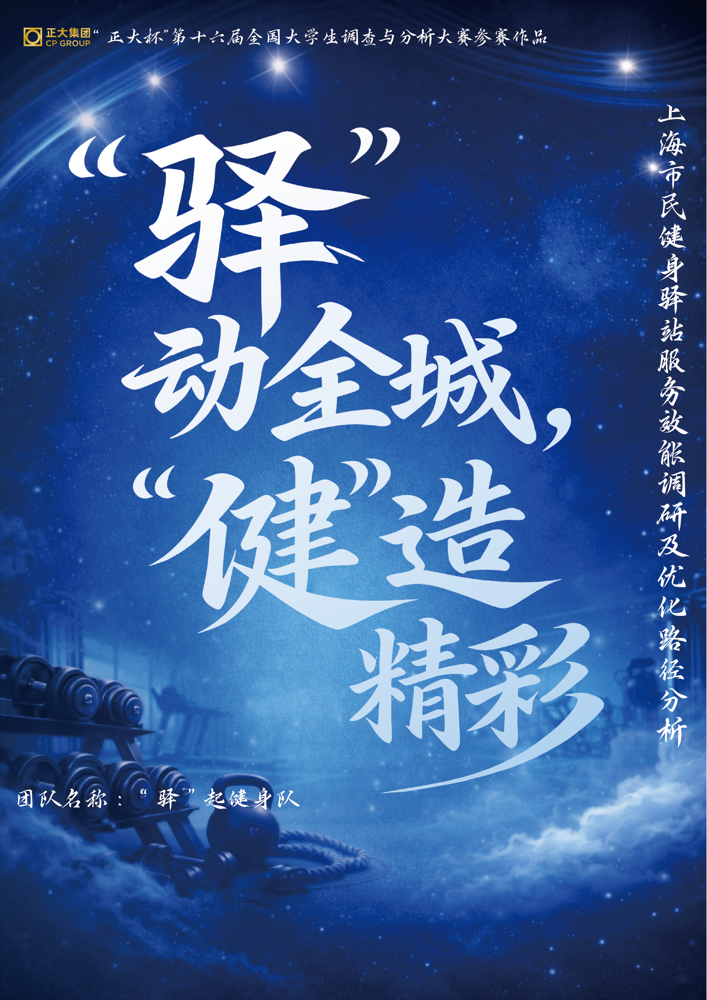 正大集团
CP GROUP
“正大杯”第十六届全国大学生调查与分析大赛参赛作品
“驿”
动全城，
“健”造
精彩
上海市民健身驿站服务效能调研及优化路径分析
团队名称：“驿”起健身队